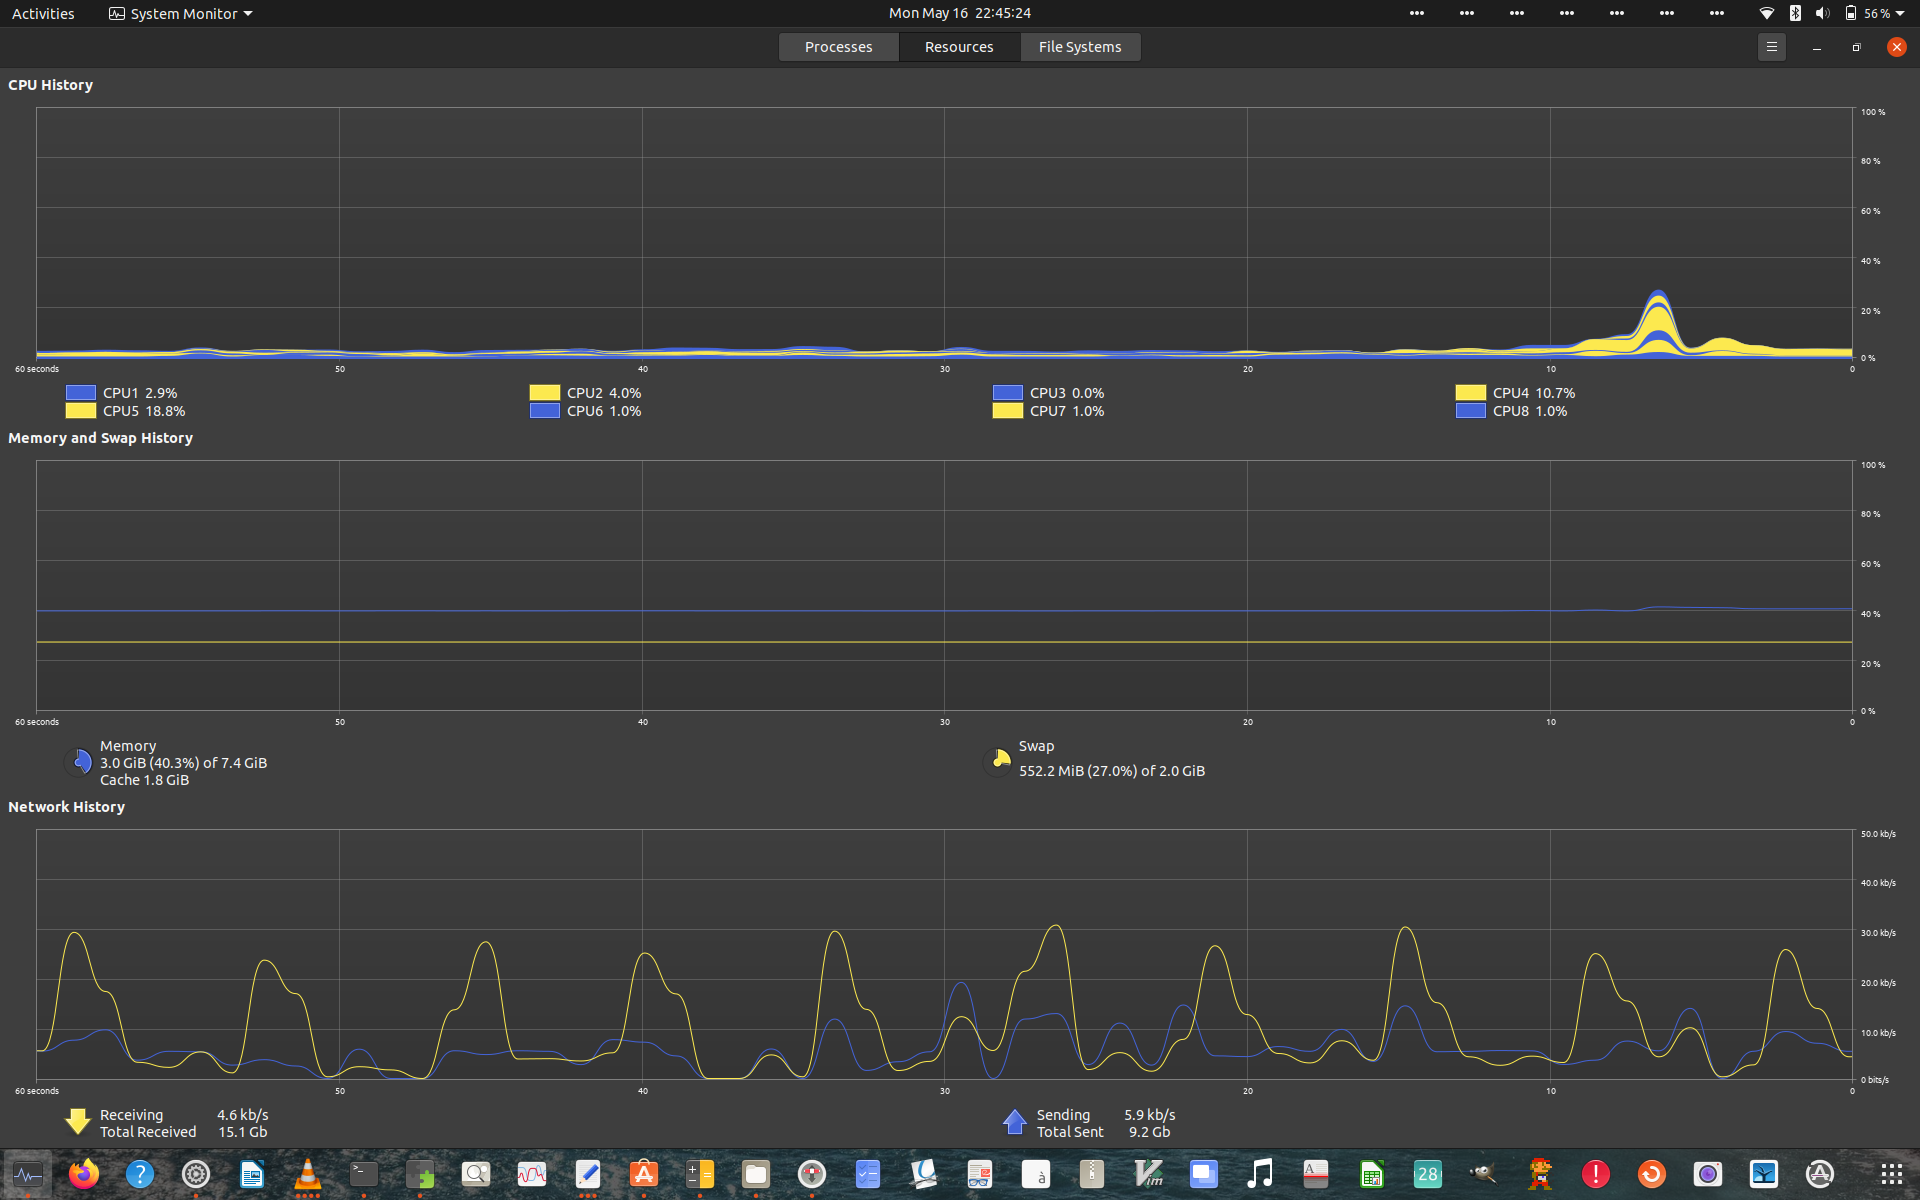 Activities System Monitor Mon May 16 22:45:24 56 %
Processes Resources File Systems
CPU History
100 %
80 %
60 %
40 %
20 %
0 %
60 seconds 50 40 30 20 10 0
CPU1 2.9% CPU2 4.0% CPU3 0.0% CPU4 10.7%
CPU5 18.8% CPU6 1.0% CPU7 1.0% CPU8 1.0%
Memory and Swap History
100 %
80 %
60 %
40 %
20 %
0 %
60 seconds 50 40 30 20 10 0
Memory Swap
3.0 GiB (40.3%) of 7.4 GiB 552.2 MiB (27.0%) of 2.0 GiB
Cache 1.8 GiB
Network History
50.0 kb/s
40.0 kb/s
30.0 kb/s
20.0 kb/s
10.0 kb/s
0 bits/s
60 seconds 50 40 30 20 10 0
Receiving 4.6 kb/s Sending 5.9 kb/s
Total Received 15.1 Gb Total Sent 9.2 Gb
? >_ à Vim A 28 !